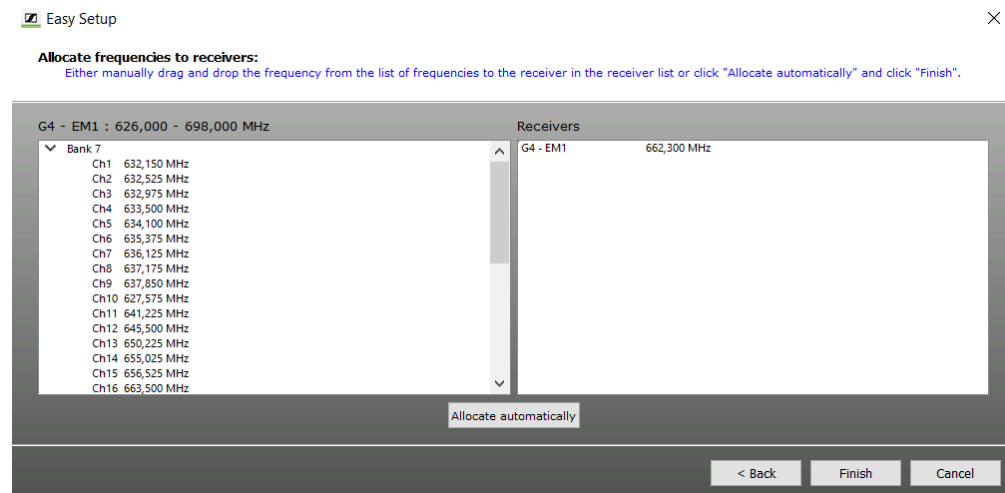 Easy Setup
Allocate frequencies to receivers:
Either manually drag and drop the frequency from the list of frequencies to the receiver in the receiver list or click "Allocate automatically" and click "Finish".
G4 - EM1 : 626,000 - 698,000 MHz
Bank 7
Ch1 632,150 MHz
Ch2 632,525 MHz
Ch3 632,975 MHz
Ch4 633,500 MHz
Ch5 634,100 MHz
Ch6 635,375 MHz
Ch7 636,125 MHz
Ch8 637,175 MHz
Ch9 637,850 MHz
Ch10 627,575 MHz
Ch11 641,225 MHz
Ch12 645,500 MHz
Ch13 650,225 MHz
Ch14 655,025 MHz
Ch15 656,525 MHz
Ch16 663,500 MHz
Receivers
G4 - EM1 662,300 MHz
Allocate automatically
< Back Finish Cancel